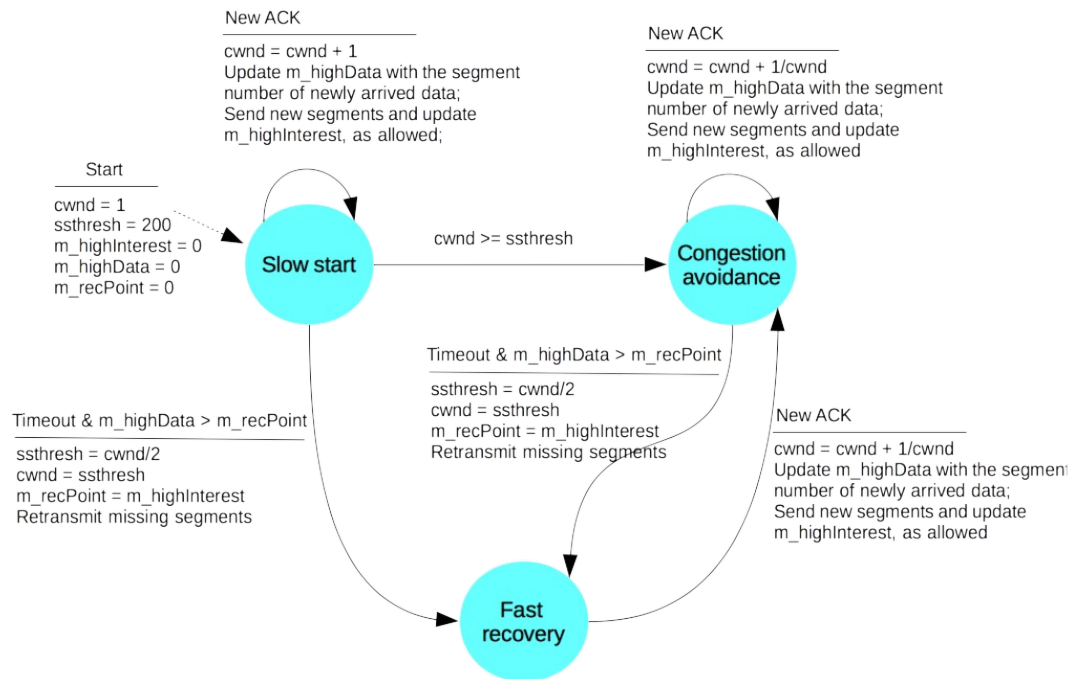 New ACK
cwnd = cwnd + 1
Update m_highData with the segment
number of newly arrived data;
Send new segments and update
m_highInterest, as allowed;
New ACK
cwnd = cwnd + 1/cwnd
Update m_highData with the segment
number of newly arrived data;
Send new segments and update
m_highInterest, as allowed
Start
cwnd = 1
ssthresh = 200
m_highInterest = 0
m_highData = 0
m_recPoint = 0
Slow start
cwnd >= ssthresh
Congestion
avoidance
Timeout & m_highData > m_recPoint
ssthresh = cwnd/2
cwnd = ssthresh
m_recPoint = m_highInterest
Retransmit missing segments
Timeout & m_highData > m_recPoint
ssthresh = cwnd/2
cwnd = ssthresh
m_recPoint = m_highInterest
Retransmit missing segments
New ACK
cwnd = cwnd + 1/cwnd
Update m_highData with the segment
number of newly arrived data;
Send new segments and update
m_highInterest, as allowed
Fast
recovery